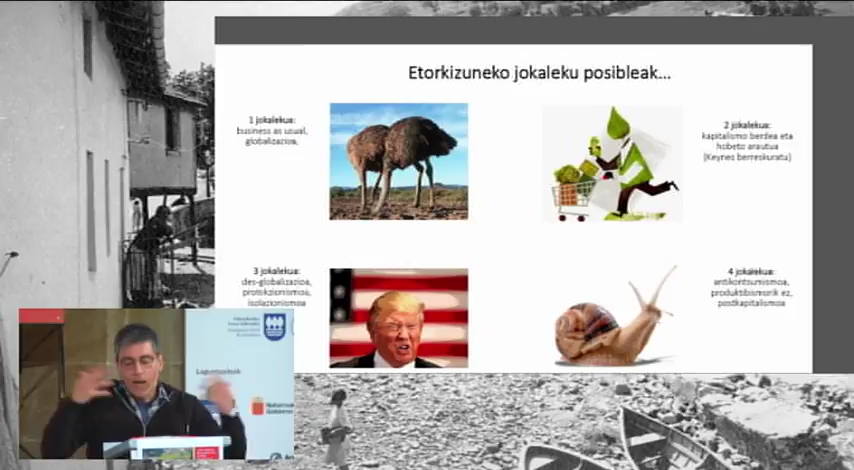 Etorkizuneko jokaleku posibleak...
1 jokalekua:
business as usual,
globalizazioa,
2 jokalekua:
kapitalismo berdea eta
hobeto arautua
(Keynes berreskuratu)
3 jokalekua:
des-globalizazioa,
protekzionismoa,
isolazionismoa
4 jokalekua:
antikontsumismoa,
produktibismorik ez,
postkapitalismoa
Laguntzaileak